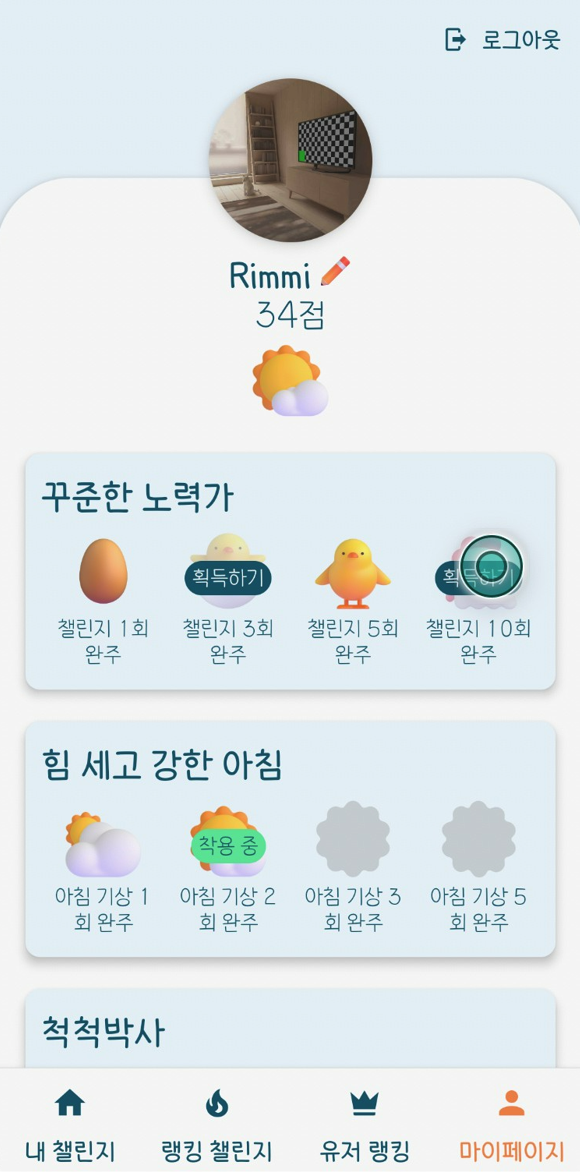 로그아웃
Rimmi
34점
꾸준한 노력가
획득하기
획득하기
챌린지 1회
완주
챌린지 3회
완주
챌린지 5회
완주
챌린지 10회
완주
힘 세고 강한 아침
착용 중
아침 기상 1
회 완주
아침 기상 2
회 완주
아침 기상 3
회 완주
아침 기상 5
회 완주
척척박사
내 챌린지
랭킹 챌린지
유저 랭킹
마이페이지